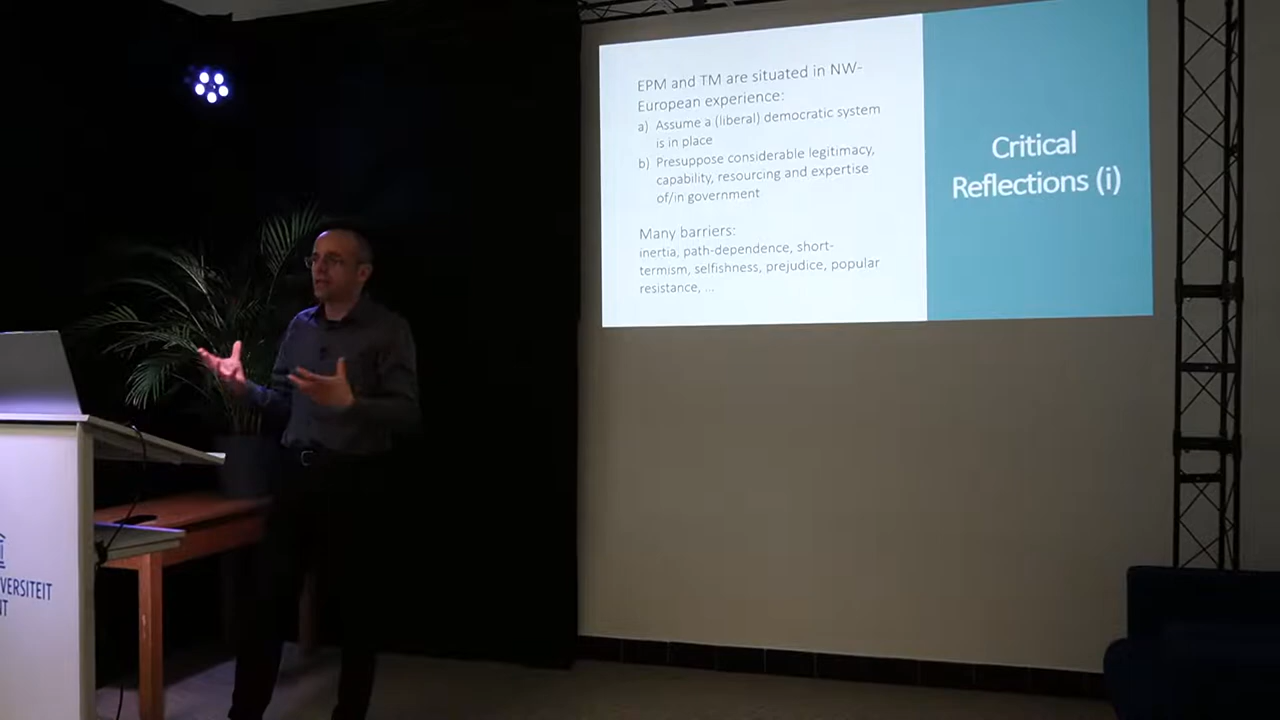 EPM and TM are situated in NW-
European experience:
a) Assume a (liberal) democratic system
is in place
b) Presuppose considerable legitimacy,
capability, resourcing and expertise
of/in government
Many barriers:
inertia, path-dependence, short-
termism, selfishness, prejudice, popular
resistance, ...
Critical
Reflections (i)
VERSITEIT
NT